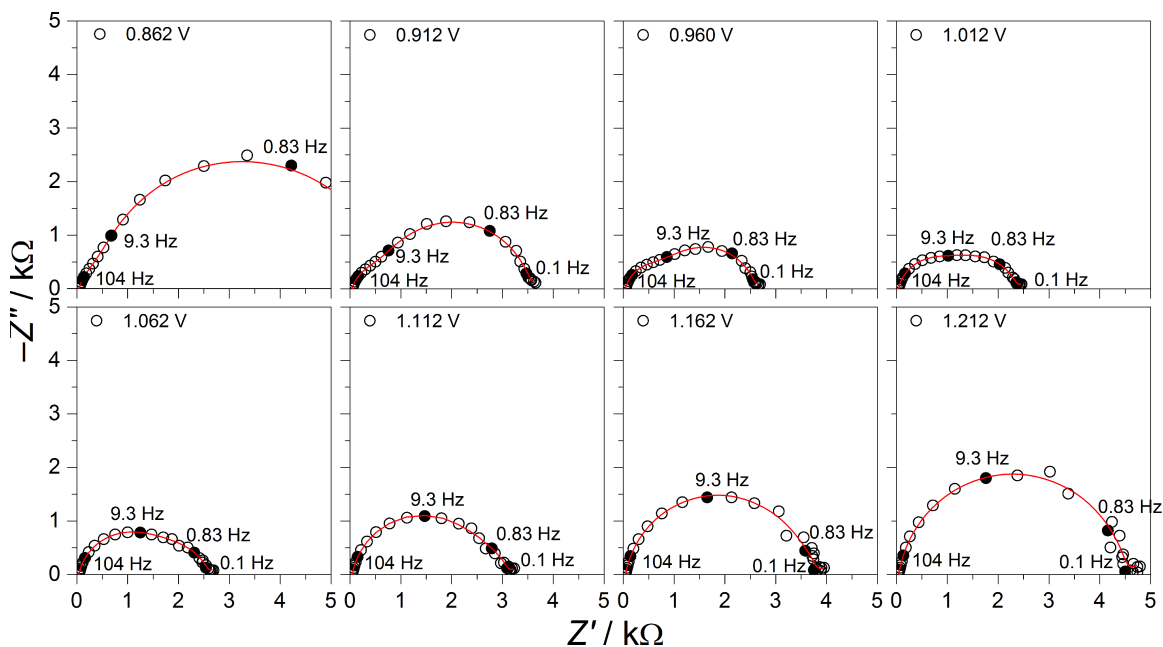 5
4
3
2
1
0
0.862 V
0.83 Hz
9.3 Hz
104 Hz
0.912 V
0.83 Hz
9.3 Hz
0.1 Hz
104 Hz
0.960 V
9.3 Hz
0.83 Hz
0.1 Hz
104 Hz
1.012 V
9.3 Hz
0.83 Hz
0.1 Hz
104 Hz
−Z″ / kΩ
5
4
3
2
1
0
1.062 V
9.3 Hz
0.83 Hz
104 Hz
0.1 Hz
1.112 V
9.3 Hz
0.83 Hz
104 Hz
0.1 Hz
1.162 V
9.3 Hz
0.83 Hz
104 Hz
0.1 Hz
1.212 V
9.3 Hz
0.83 Hz
104 Hz
0.1 Hz
0 1 2 3 4 5 0 1 2 3 4 5 0 1 2 3 4 5 0 1 2 3 4 5
Z′ / kΩ